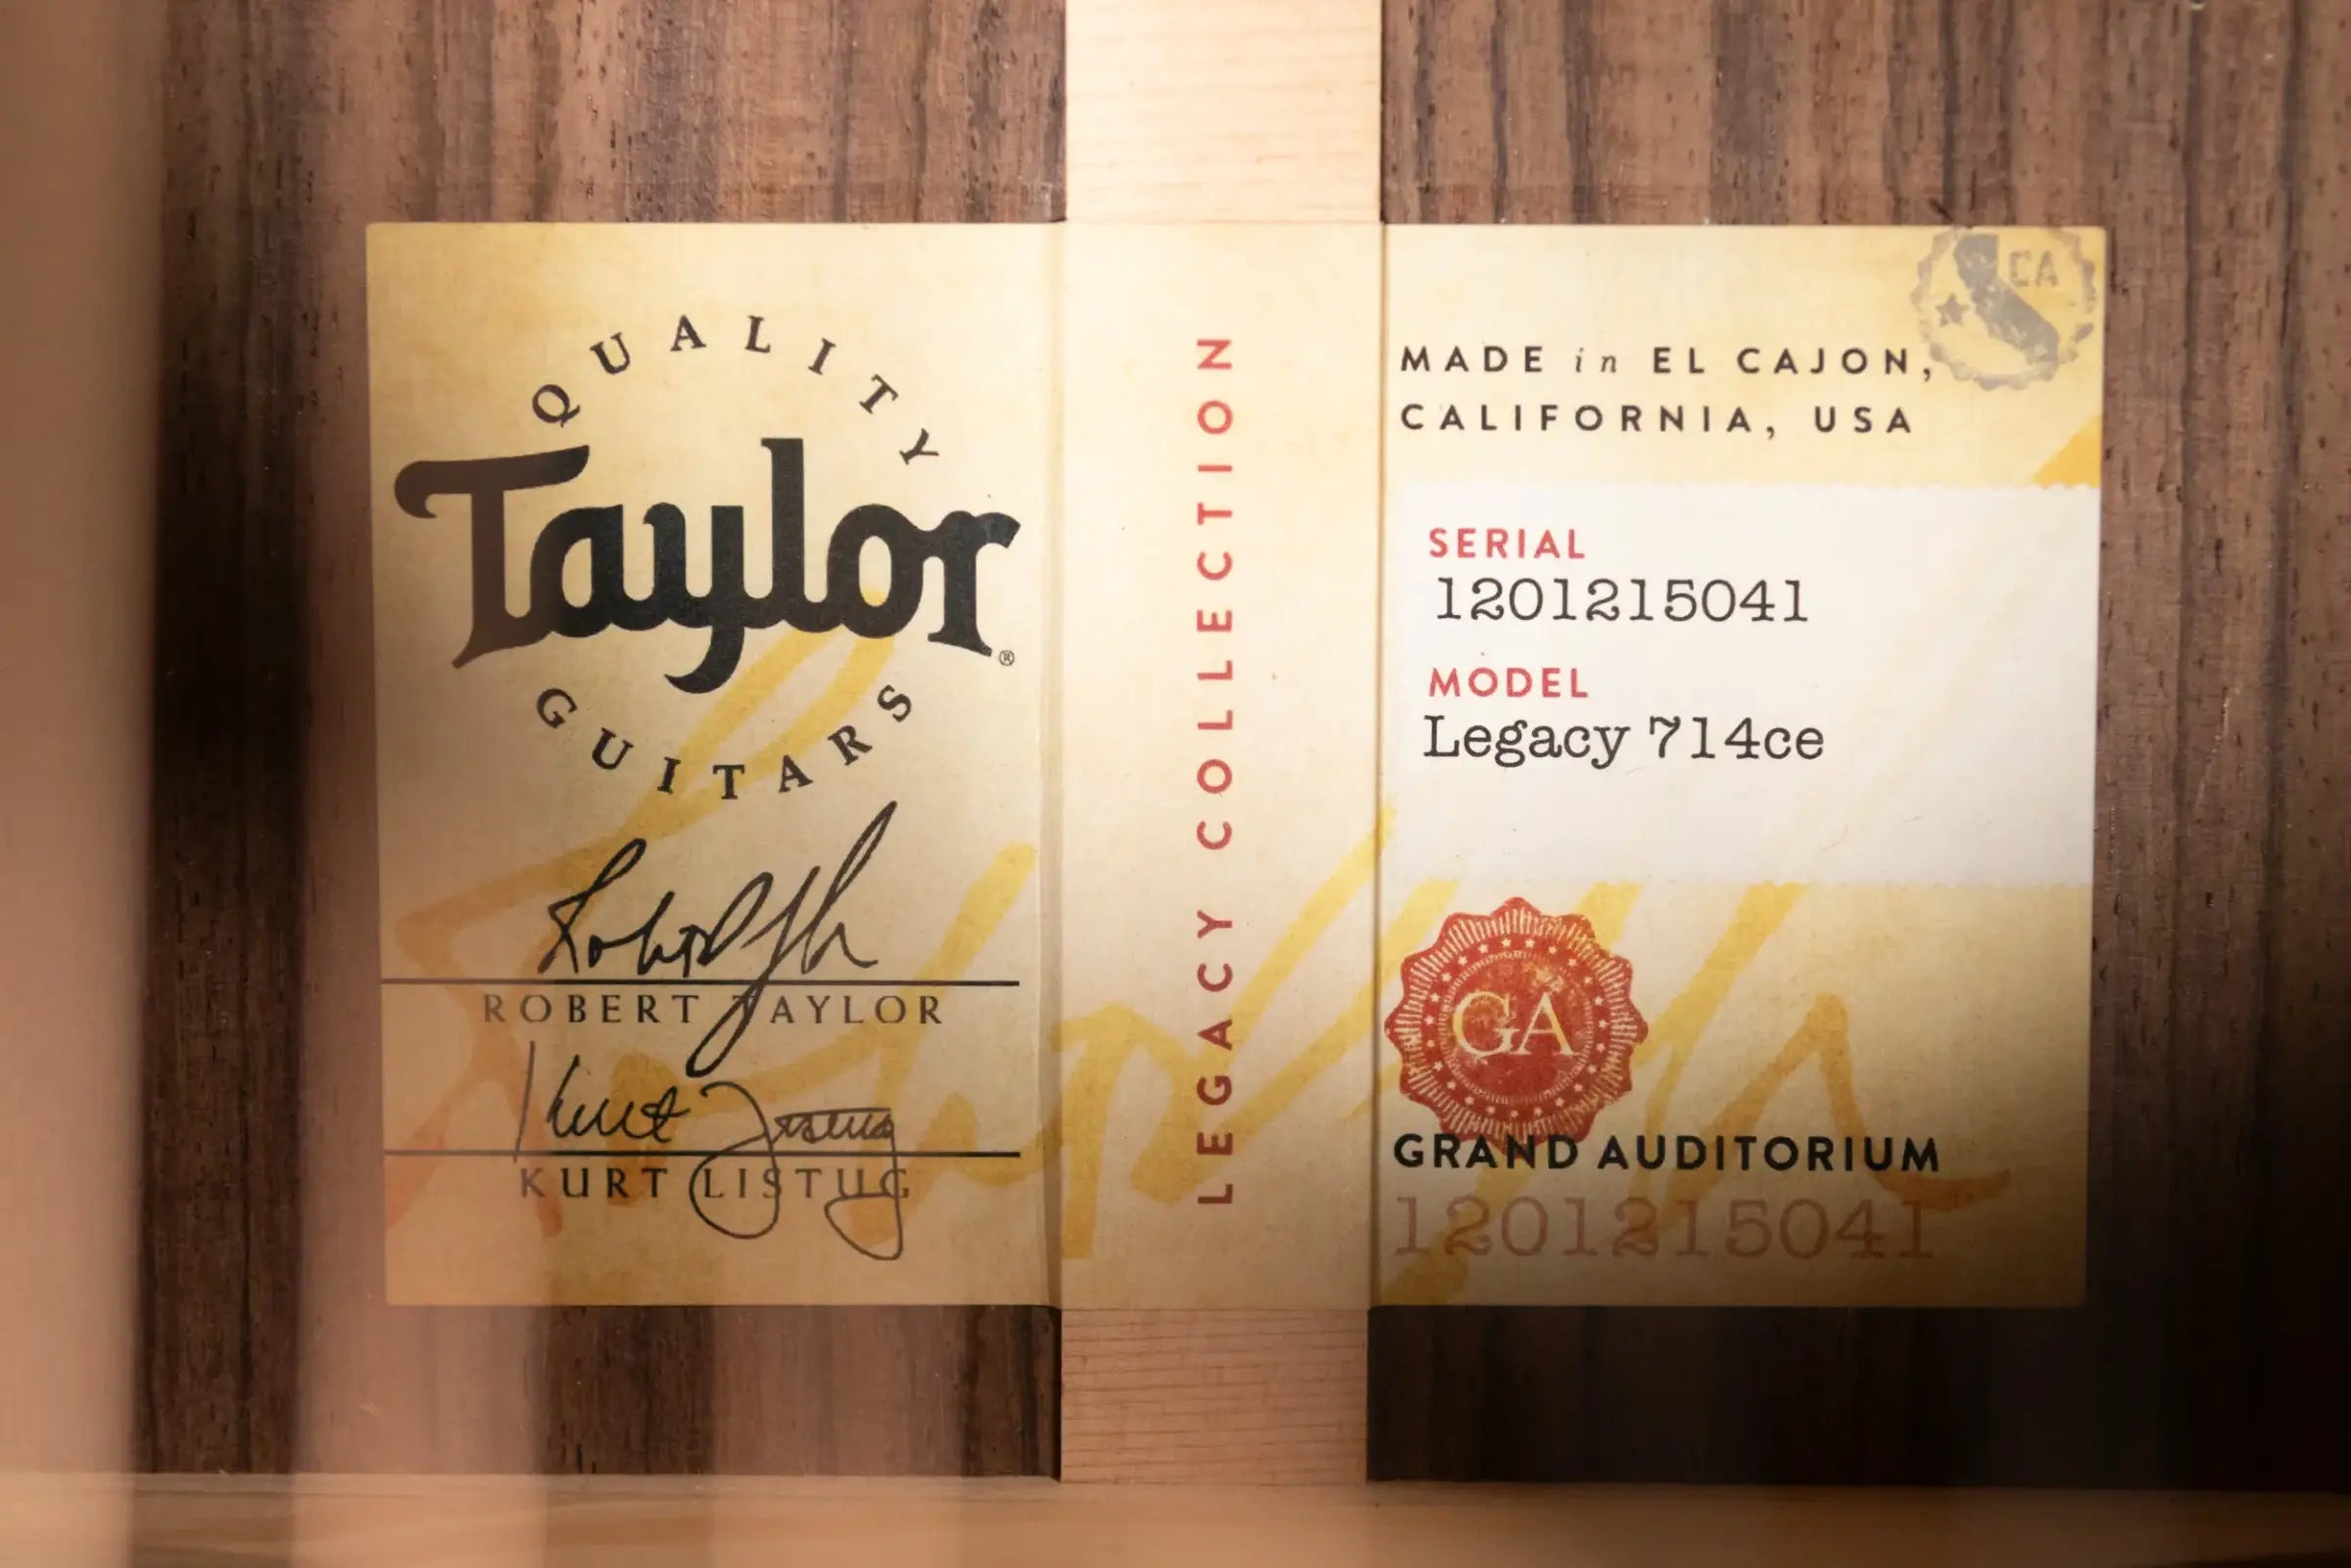 QUALITY
Taylor®
GUITARS
ROBERT TAYLOR
KURT LISTUG
LEGACY COLLECTION
CA
MADE in EL CAJON,
CALIFORNIA, USA
SERIAL
1201215041
MODEL
Legacy 714ce
GA
GRAND AUDITORIUM
1201215041